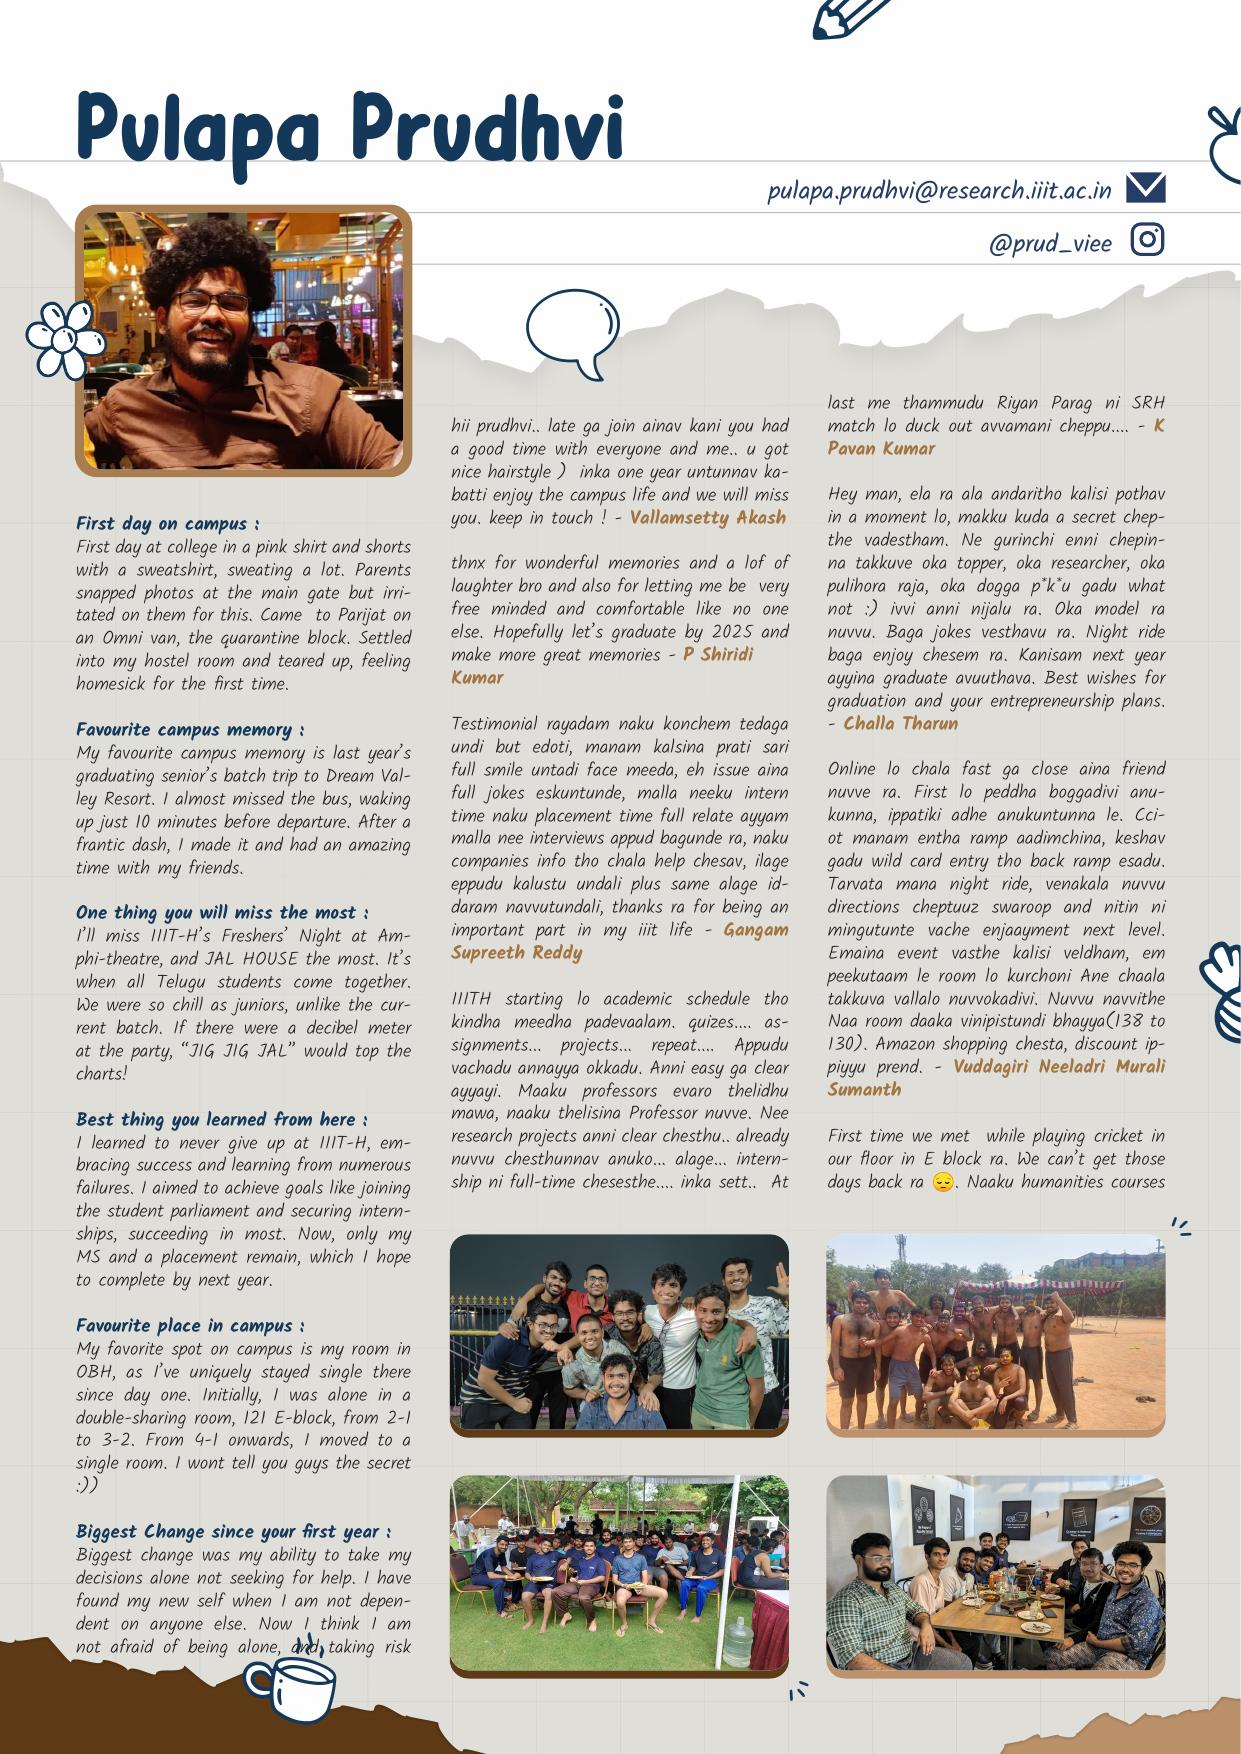 Pulapa Prudhvi
pulapa.prudhvi@research.iiit.ac.in
@prud_viee
First day on campus :
First day at college in a pink shirt and shorts
with a sweatshirt, sweating a lot. Parents
snapped photos at the main gate but irri-
tated on them for this. Came to Parijat on
an Omni van, the quarantine block. Settled
into my hostel room and teared up, feeling
homesick for the first time.
Favourite campus memory :
My favourite campus memory is last year's
graduating senior's batch trip to Dream Val-
ley Resort. I almost missed the bus, waking
up just 10 minutes before departure. After a
frantic dash, I made it and had an amazing
time with my friends.
One thing you will miss the most :
I'll miss IIIT-H's Freshers' Night at Am-
phi-theatre, and JAL HOUSE the most. It's
when all Telugu students come together.
We were so chill as juniors, unlike the cur-
rent batch. If there were a decibel meter
at the party, "JIG JIG JAL" would top the
charts!
Best thing you learned from here :
I learned to never give up at IIIT-H, em-
bracing success and learning from numerous
failures. I aimed to achieve goals like joining
the student parliament and securing intern-
ships, succeeding in most. Now, only my
MS and a placement remain, which I hope
to complete by next year.
Favourite place in campus :
My favorite spot on campus is my room in
OBH, as I've uniquely stayed single there
since day one. Initially, I was alone in a
double-sharing room, 121 E-block, from 2-1
to 3-2. From 4-1 onwards, I moved to a
single room. I wont tell you guys the secret
:))
Biggest Change since your first year :
Biggest change was my ability to take my
decisions alone not seeking for help. I have
found my new self when I am not depen-
dent on anyone else. Now I think I am
not afraid of being alone, and taking risk
hii prudhvi.. late ga join ainav kani you had
a good time with everyone and me.. u got
nice hairstyle ) inka one year untunnav ka-
batti enjoy the campus life and we will miss
you. keep in touch ! - Vallamsetty Akash
thnx for wonderful memories and a lof of
laughter bro and also for letting me be very
free minded and comfortable like no one
else. Hopefully let's graduate by 2025 and
make more great memories - P Shiridi
Kumar
Testimonial rayadam naku konchem tedaga
undi but edoti, manam kalsina prati sari
full smile untadi face meeda, eh issue aina
full jokes eskuntunde, malla neeku intern
time naku placement time full relate ayyam
malla nee interviews appud bagunde ra, naku
companies info tho chala help chesav, ilage
eppudu kalustu undali plus same alage id-
daram navvutundali, thanks ra for being an
important part in my iiit life - Gangam
Supreeth Reddy
IIITH starting lo academic schedule tho
kindha meedha padevaalam. quizes.... as-
signments... projects... repeat.... Appudu
vachadu annayya okkadu. Anni easy ga clear
ayyayi. Maaku professors evaro thelidhu
mawa, naaku thelisina Professor nuvve. Nee
research projects anni clear chesthu.. already
nuvvu chesthunnav anuko... alage... intern-
ship ni full-time chesesthe.... inka sett.. At
last me thammudu Riyan Parag ni SRH
match lo duck out avvamani cheppu.... - K
Pavan Kumar
Hey man, ela ra ala andaritho kalisi pothav
in a moment lo, makku kuda a secret chep-
the vadestham. Ne gurinchi enni chepin-
na takkuve oka topper, oka researcher, oka
pulihora raja, oka dogga p*k*u gadu what
not :) ivvi anni nijalu ra. Oka model ra
nuvvu. Baga jokes vesthavu ra. Night ride
baga enjoy chesem ra. Kanisam next year
ayyina graduate avuuthava. Best wishes for
graduation and your entrepreneurship plans.
- Challa Tharun
Online lo chala fast ga close aina friend
nuvve ra. First lo peddha boggadivi anu-
kunna, ippatiki adhe anukuntunna le. Cci-
ot manam entha ramp aadimchina, keshav
gadu wild card entry tho back ramp esadu.
Tarvata mana night ride, venakala nuvvu
directions cheptuuz swaroop and nitin ni
mingutunte vache enjaayment next level.
Emaina event vasthe kalisi veldham, em
peekutaam le room lo kurchoni Ane chaala
takkuva vallalo nuvvokadivi. Nuvvu navvithe
Naa room daaka vinipistundi bhayya(138 to
130). Amazon shopping chesta, discount ip-
piyyu prend. - Vuddagiri Neeladri Murali
Sumanth
First time we met while playing cricket in
our floor in E block ra. We can't get those
days back ra 😔. Naaku humanities courses